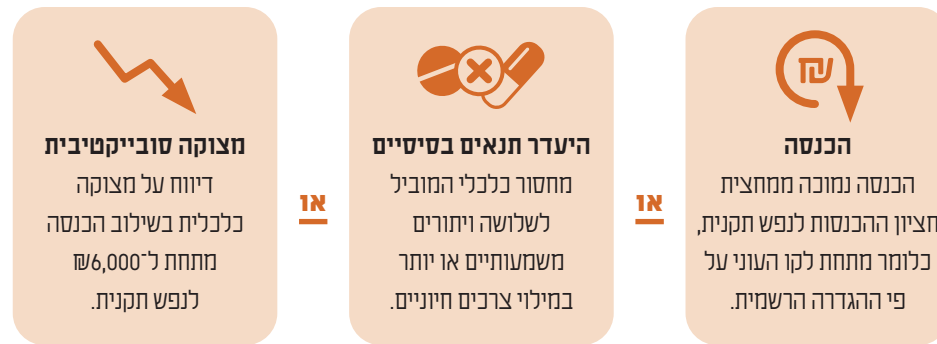 הכנסה
הכנסה נמוכה ממחצית
חציון ההכנסות לנפש תקנית,
כלומר מתחת לקו העוני על
פי ההגדרה הרשמית.
או
היעדר תנאים בסיסיים
מחסור כלכלי המוביל
לשלושה ויתורים
משמעותיים או יותר
במילוי צרכים חיוניים.
או
מצוקה סובייקטיבית
דיווח על מצוקה
כלכלית בשילוב הכנסה
מתחת ל־6,000₪
לנפש תקנית.